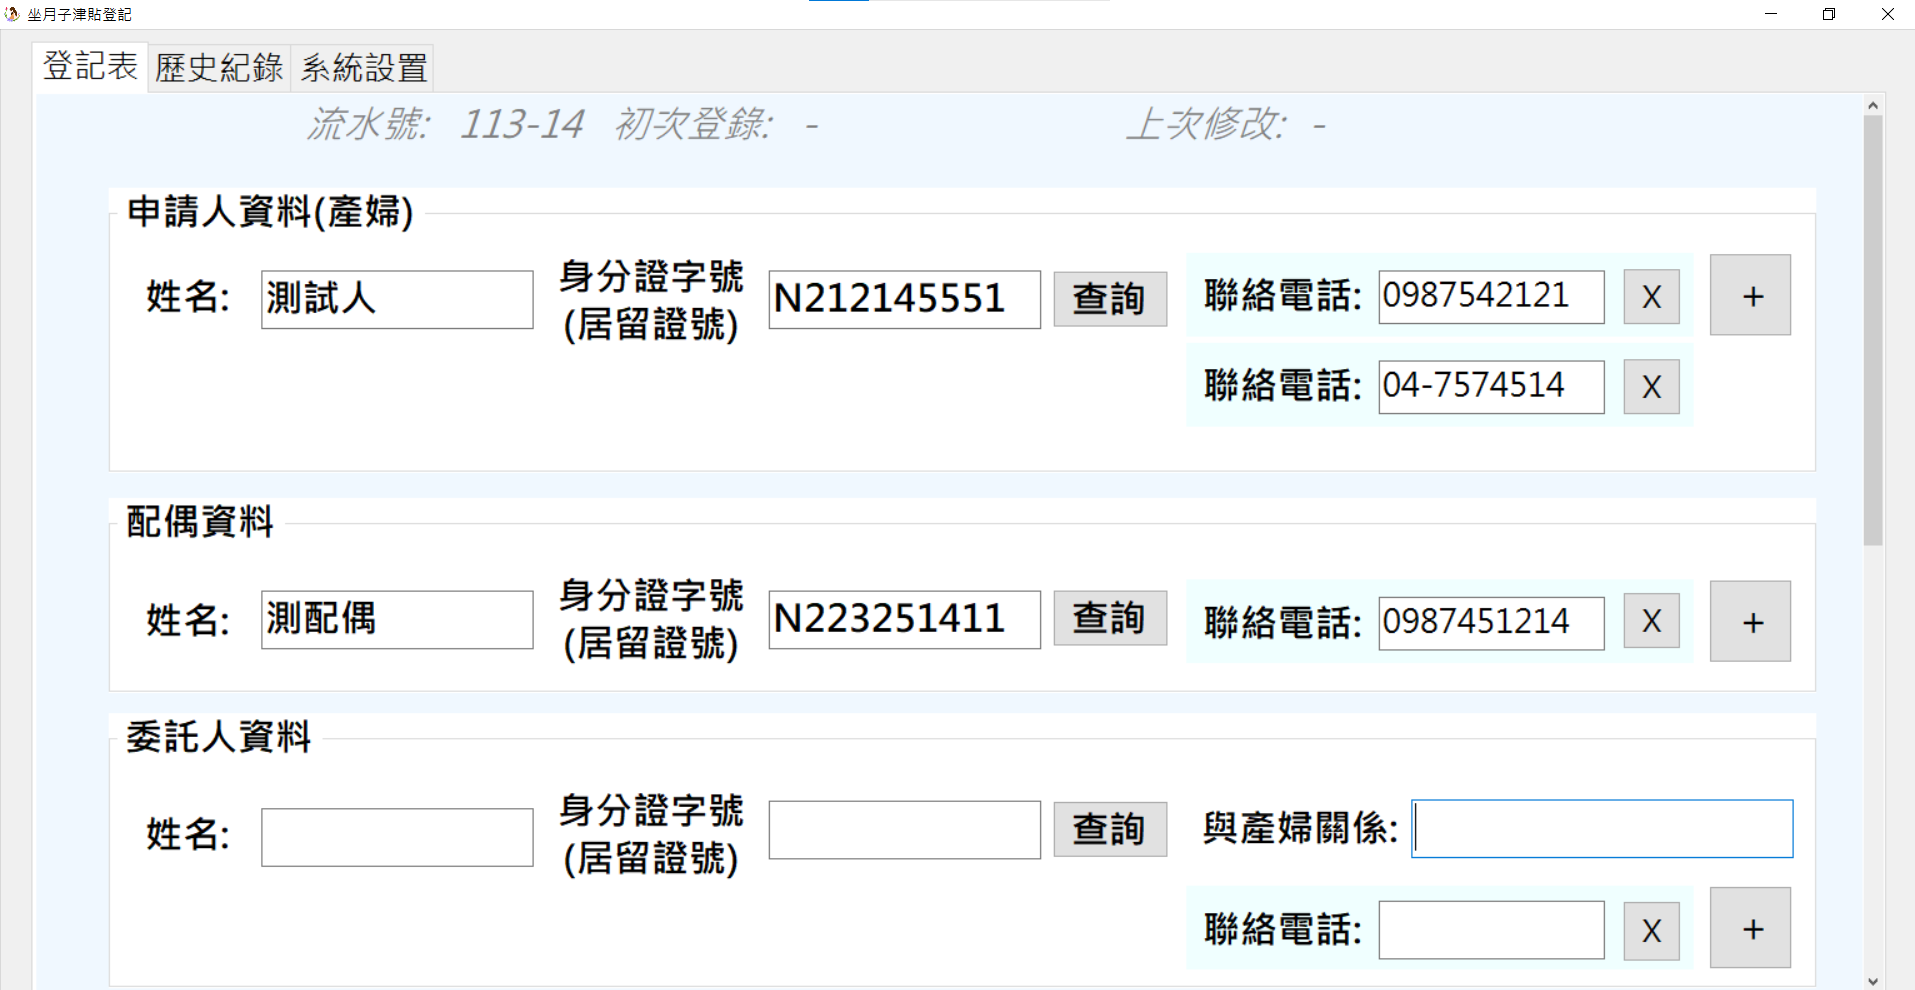 坐月子津貼登記
登記表 歷史紀錄 系統設置
流水號: 113-14 初次登錄: - 上次修改: -
申請人資料(產婦)
姓名: 測試人 身分證字號 (居留證號) N212145551 查詢 聯絡電話: 0987542121 X +
聯絡電話: 04-7574514 X
配偶資料
姓名: 測配偶 身分證字號 (居留證號) N223251411 查詢 聯絡電話: 0987451214 X +
委託人資料
姓名: 身分證字號 (居留證號) 查詢 與產婦關係:
聯絡電話: X +